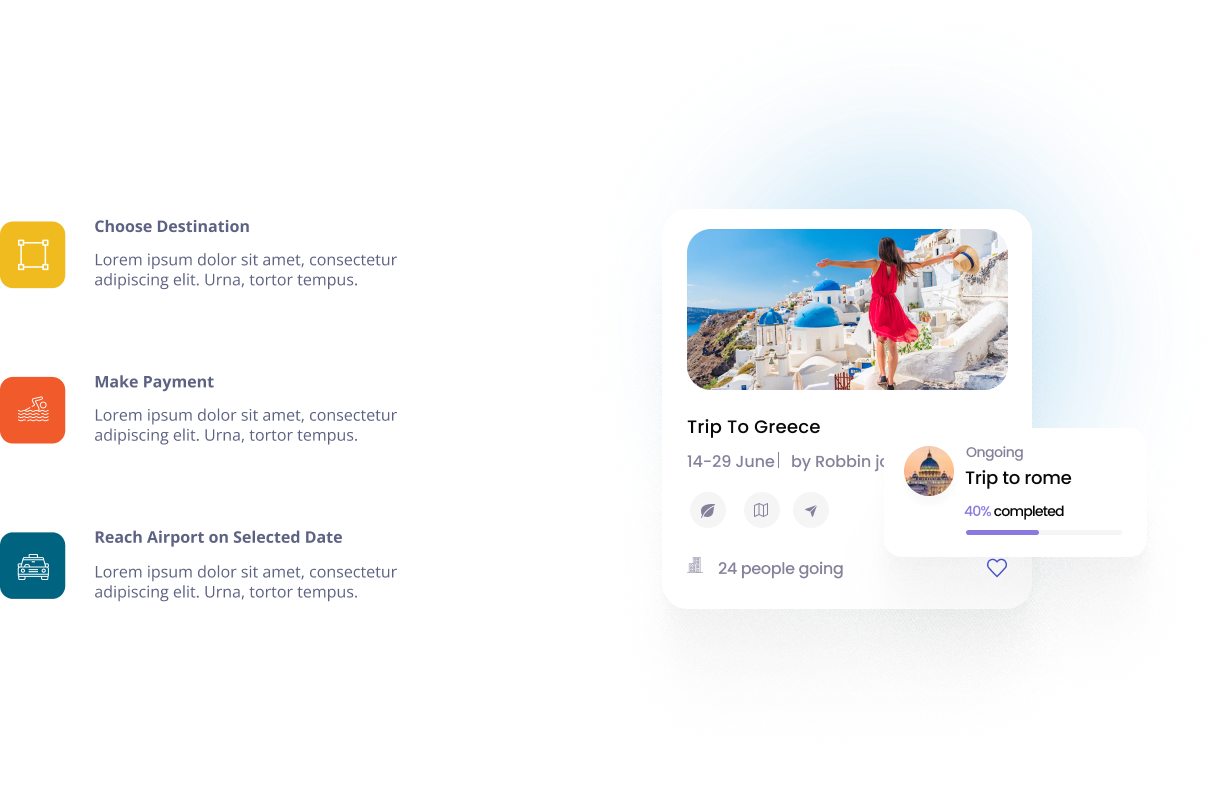 Choose Destination
Lorem ipsum dolor sit amet, consectetur
adipiscing elit. Urna, tortor tempus.
Make Payment
Lorem ipsum dolor sit amet, consectetur
adipiscing elit. Urna, tortor tempus.
Reach Airport on Selected Date
Lorem ipsum dolor sit amet, consectetur
adipiscing elit. Urna, tortor tempus.
Trip To Greece
14-29 June| by Robbin
24 people going
Ongoing
Trip to rome
40% completed